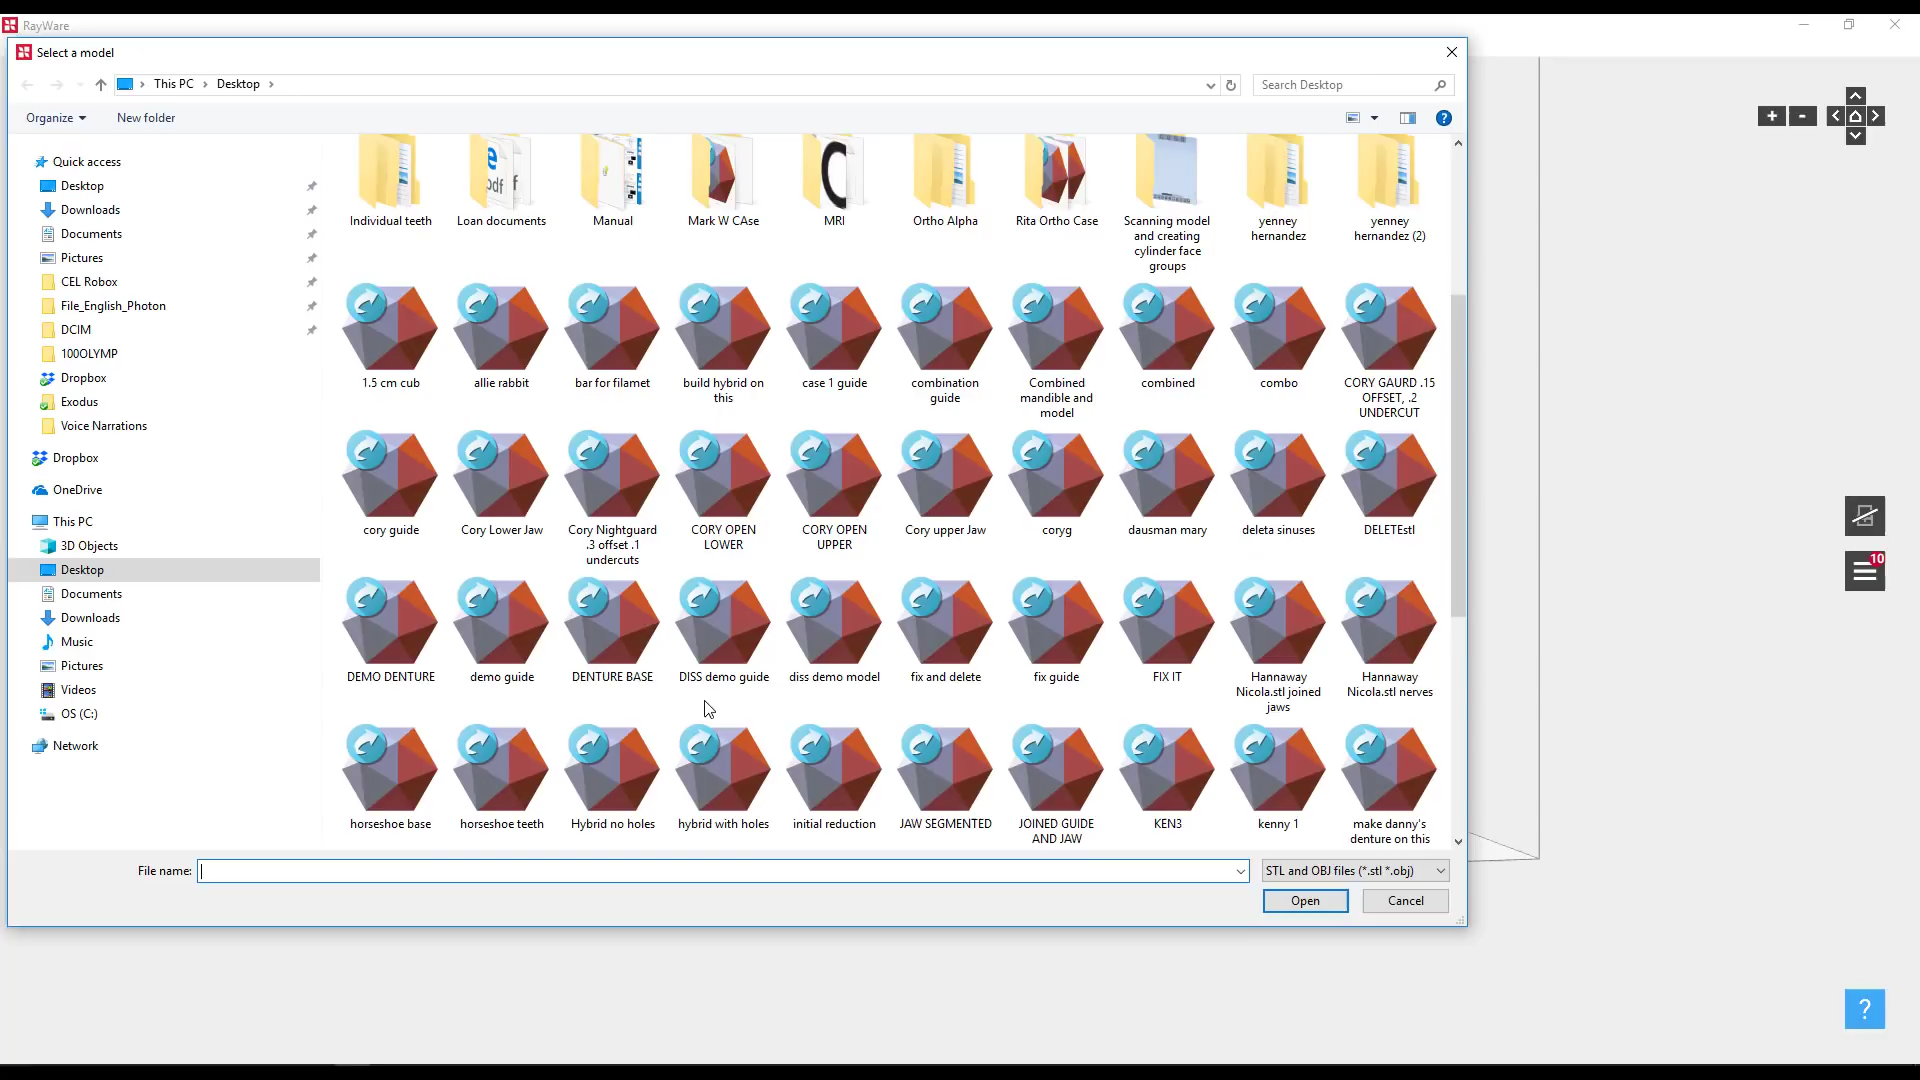 RayWare
Select a model
This PC
Desktop
Search Desktop
Organize
New folder
Quick access
Desktop
Downloads
Documents
Pictures
CEL Robox
File_English_Photon
DCIM
100OLYMP
Dropbox
Exodus
Voice Narrations
Dropbox
OneDrive
This PC
3D Objects
Desktop
Documents
Downloads
Music
Pictures
Videos
OS (C:)
Network
Individual teeth
Loan documents
Manual
Mark W CAse
MRI
Ortho Alpha
Rita Ortho Case
Scanning model
and creating
cylinder face
groups
yenney
hernandez
yenney
hernandez (2)
1.5 cm cub
allie rabbit
bar for filamet
build hybrid on
this
case 1 guide
combination
guide
Combined
mandible and
model
combined
combo
CORY GAURD .15
OFFSET, .2
UNDERCUT
cory guide
Cory Lower Jaw
Cory Nightguard
.3 offset .1
undercuts
CORY OPEN
LOWER
CORY OPEN
UPPER
Cory upper Jaw
coryg
dausman mary
deleta sinuses
DELETEstl
DEMO DENTURE
demo guide
DENTURE BASE
DISS demo guide
diss demo model
fix and delete
fix guide
FIX IT
Hannaway
Nicola.stl joined
jaws
Hannaway
Nicola.stl nerves
horseshoe base
horseshoe teeth
Hybrid no holes
hybrid with holes
initial reduction
JAW SEGMENTED
JOINED GUIDE
AND JAW
KEN3
kenny 1
make danny's
denture on this
File name:
STL and OBJ files (*.stl *.obj)
Open
Cancel
+
-
10
?